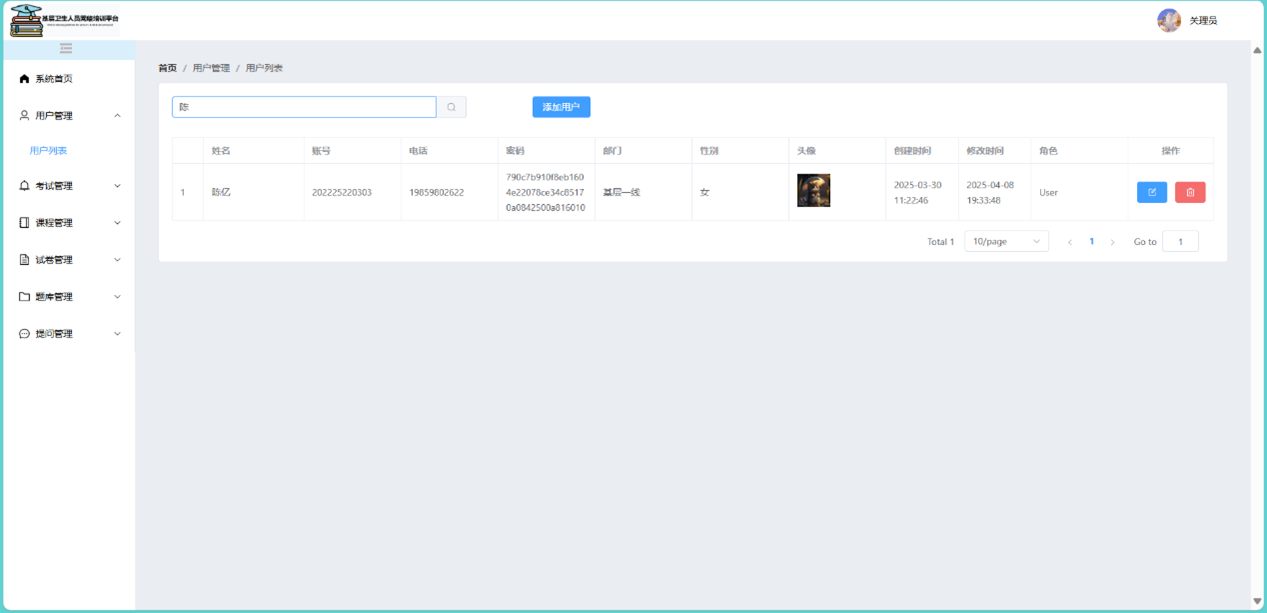 基层卫生人员网络培训平台
关理员
系统首页
用户管理
用户列表
考试管理
课程管理
试卷管理
题库管理
提问管理
首页 / 用户管理 / 用户列表
陈
添加用户
姓名 账号 电话 密码 部门 性别 头像 创建时间 修改时间 角色 操作
1 陈亿 202225220303 19859802622 790c7b910f8eb160 基层一线 女 2025-03-30 2025-04-08 User
4e22078ce34c8517 11:22:46 19:33:48
0a0842500a816010
Total 1 10/page 1 Go to 1